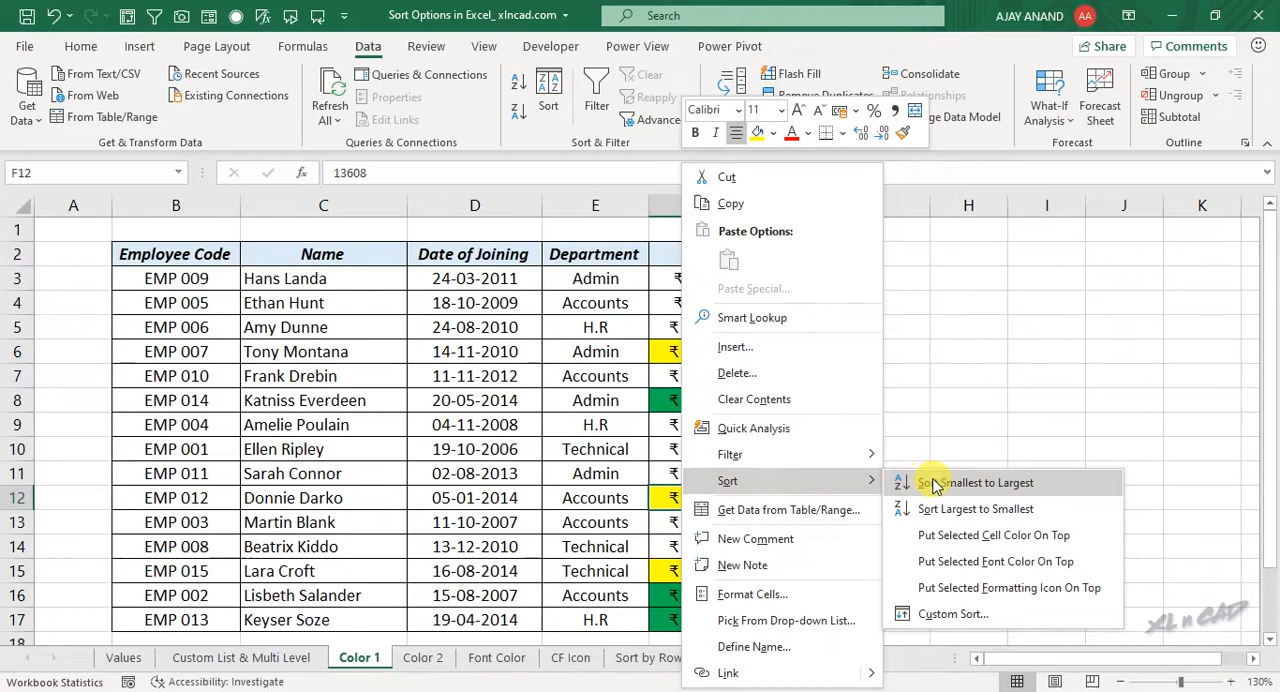 Sort Options in Excel_xlncad.com
Search
AJAY ANAND AA
File Home Insert Page Layout Formulas Data Review View Developer Power View Power Pivot Share Comments
Get Data
From Text/CSV
From Web
From Table/Range
Recent Sources
Existing Connections
Get & Transform Data
Refresh All
Queries & Connections
Properties
Edit Links
Queries & Connections
Sort
Filter
Clear
Reapply
Advance
Sort & Filter
Flash Fill
Remove Duplicates
Consolidate
Relationships
ge Data Model
What-If Analysis
Forecast Sheet
Forecast
Group
Ungroup
Subtotal
Outline
Calibri 11
B I A %
F12 fx 13608
A B C D E H I J K
1
2 Employee Code Name Date of Joining Department
3 EMP 009 Hans Landa 24-03-2011 Admin ₹
4 EMP 005 Ethan Hunt 18-10-2009 Accounts ₹
5 EMP 006 Amy Dunne 24-08-2010 H.R ₹
6 EMP 007 Tony Montana 14-11-2010 Admin ₹
7 EMP 010 Frank Drebin 11-11-2012 Accounts ₹
8 EMP 014 Katniss Everdeen 20-05-2014 Admin ₹
9 EMP 004 Amelie Poulain 04-11-2008 H.R ₹
10 EMP 001 Ellen Ripley 19-10-2006 Technical ₹
11 EMP 011 Sarah Connor 02-08-2013 Admin ₹
12 EMP 012 Donnie Darko 05-01-2014 Accounts ₹
13 EMP 003 Martin Blank 11-10-2007 Accounts ₹
14 EMP 008 Beatrix Kiddo 13-12-2010 Technical ₹
15 EMP 015 Lara Croft 16-08-2014 Technical ₹
16 EMP 002 Lisbeth Salander 15-08-2007 Accounts ₹
17 EMP 013 Keyser Soze 19-04-2014 H.R ₹
18
Cut
Copy
Paste Options:
Paste Special...
Smart Lookup
Insert...
Delete...
Clear Contents
Quick Analysis
Filter
Sort
Get Data from Table/Range...
New Comment
New Note
Format Cells...
Pick From Drop-down List...
Define Name...
Link
Sort Smallest to Largest
Sort Largest to Smallest
Put Selected Cell Color On Top
Put Selected Font Color On Top
Put Selected Formatting Icon On Top
Custom Sort...
XL n CAD
Values Custom List & Multi Level Color 1 Color 2 Font Color CF Icon Sort by Row
Workbook Statistics Accessibility: Investigate 130%